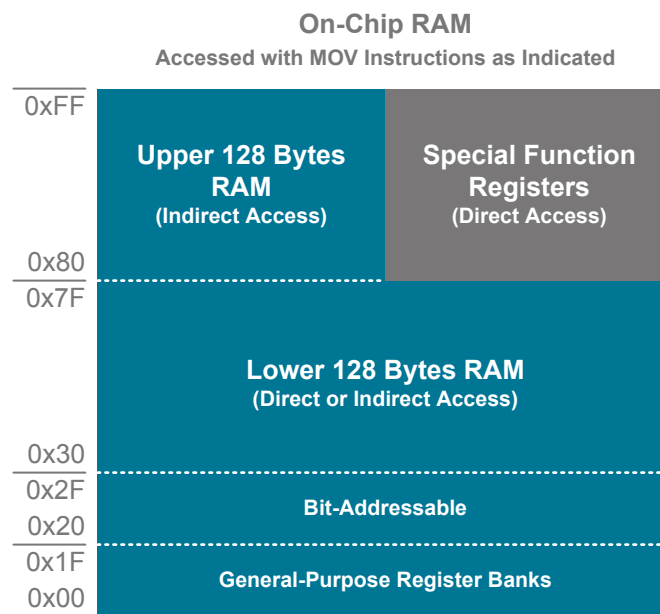 On-Chip RAM
Accessed with MOV Instructions as Indicated
0xFF
Upper 128 Bytes
RAM
(Indirect Access)
Special Function
Registers
(Direct Access)
0x80
0x7F
Lower 128 Bytes RAM
(Direct or Indirect Access)
0x30
0x2F
Bit-Addressable
0x20
0x1F
General-Purpose Register Banks
0x00